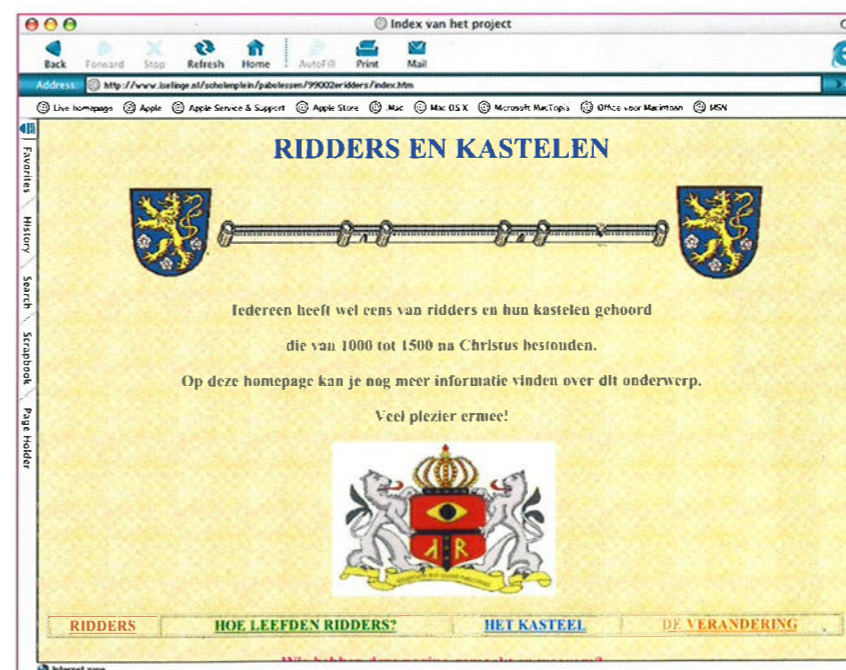 Index van het project
Back Forward Stop Refresh Home AutoFill Print Mail
Address: http://www.iselinge.nl/scholenplein/pabolessen/99002eridders/index.htm
Live homepage Apple Apple Service & Support Apple Store .Mac Mac OS X Microsoft MacTopia Office voor Macintosh MSN
Favorites
History
Search
Scrapbook
Page Holder
RIDDERS EN KASTELEN
Iedereen heeft wel eens van ridders en hun kastelen gehoord
die van 1000 tot 1500 na Christus bestonden.
Op deze homepage kan je nog meer informatie vinden over dit onderwerp.
Veel plezier ermee!
A R
RIDDERS HOE LEEFDEN RIDDERS? HET KASTEEL DE VERANDERING
Internet zone